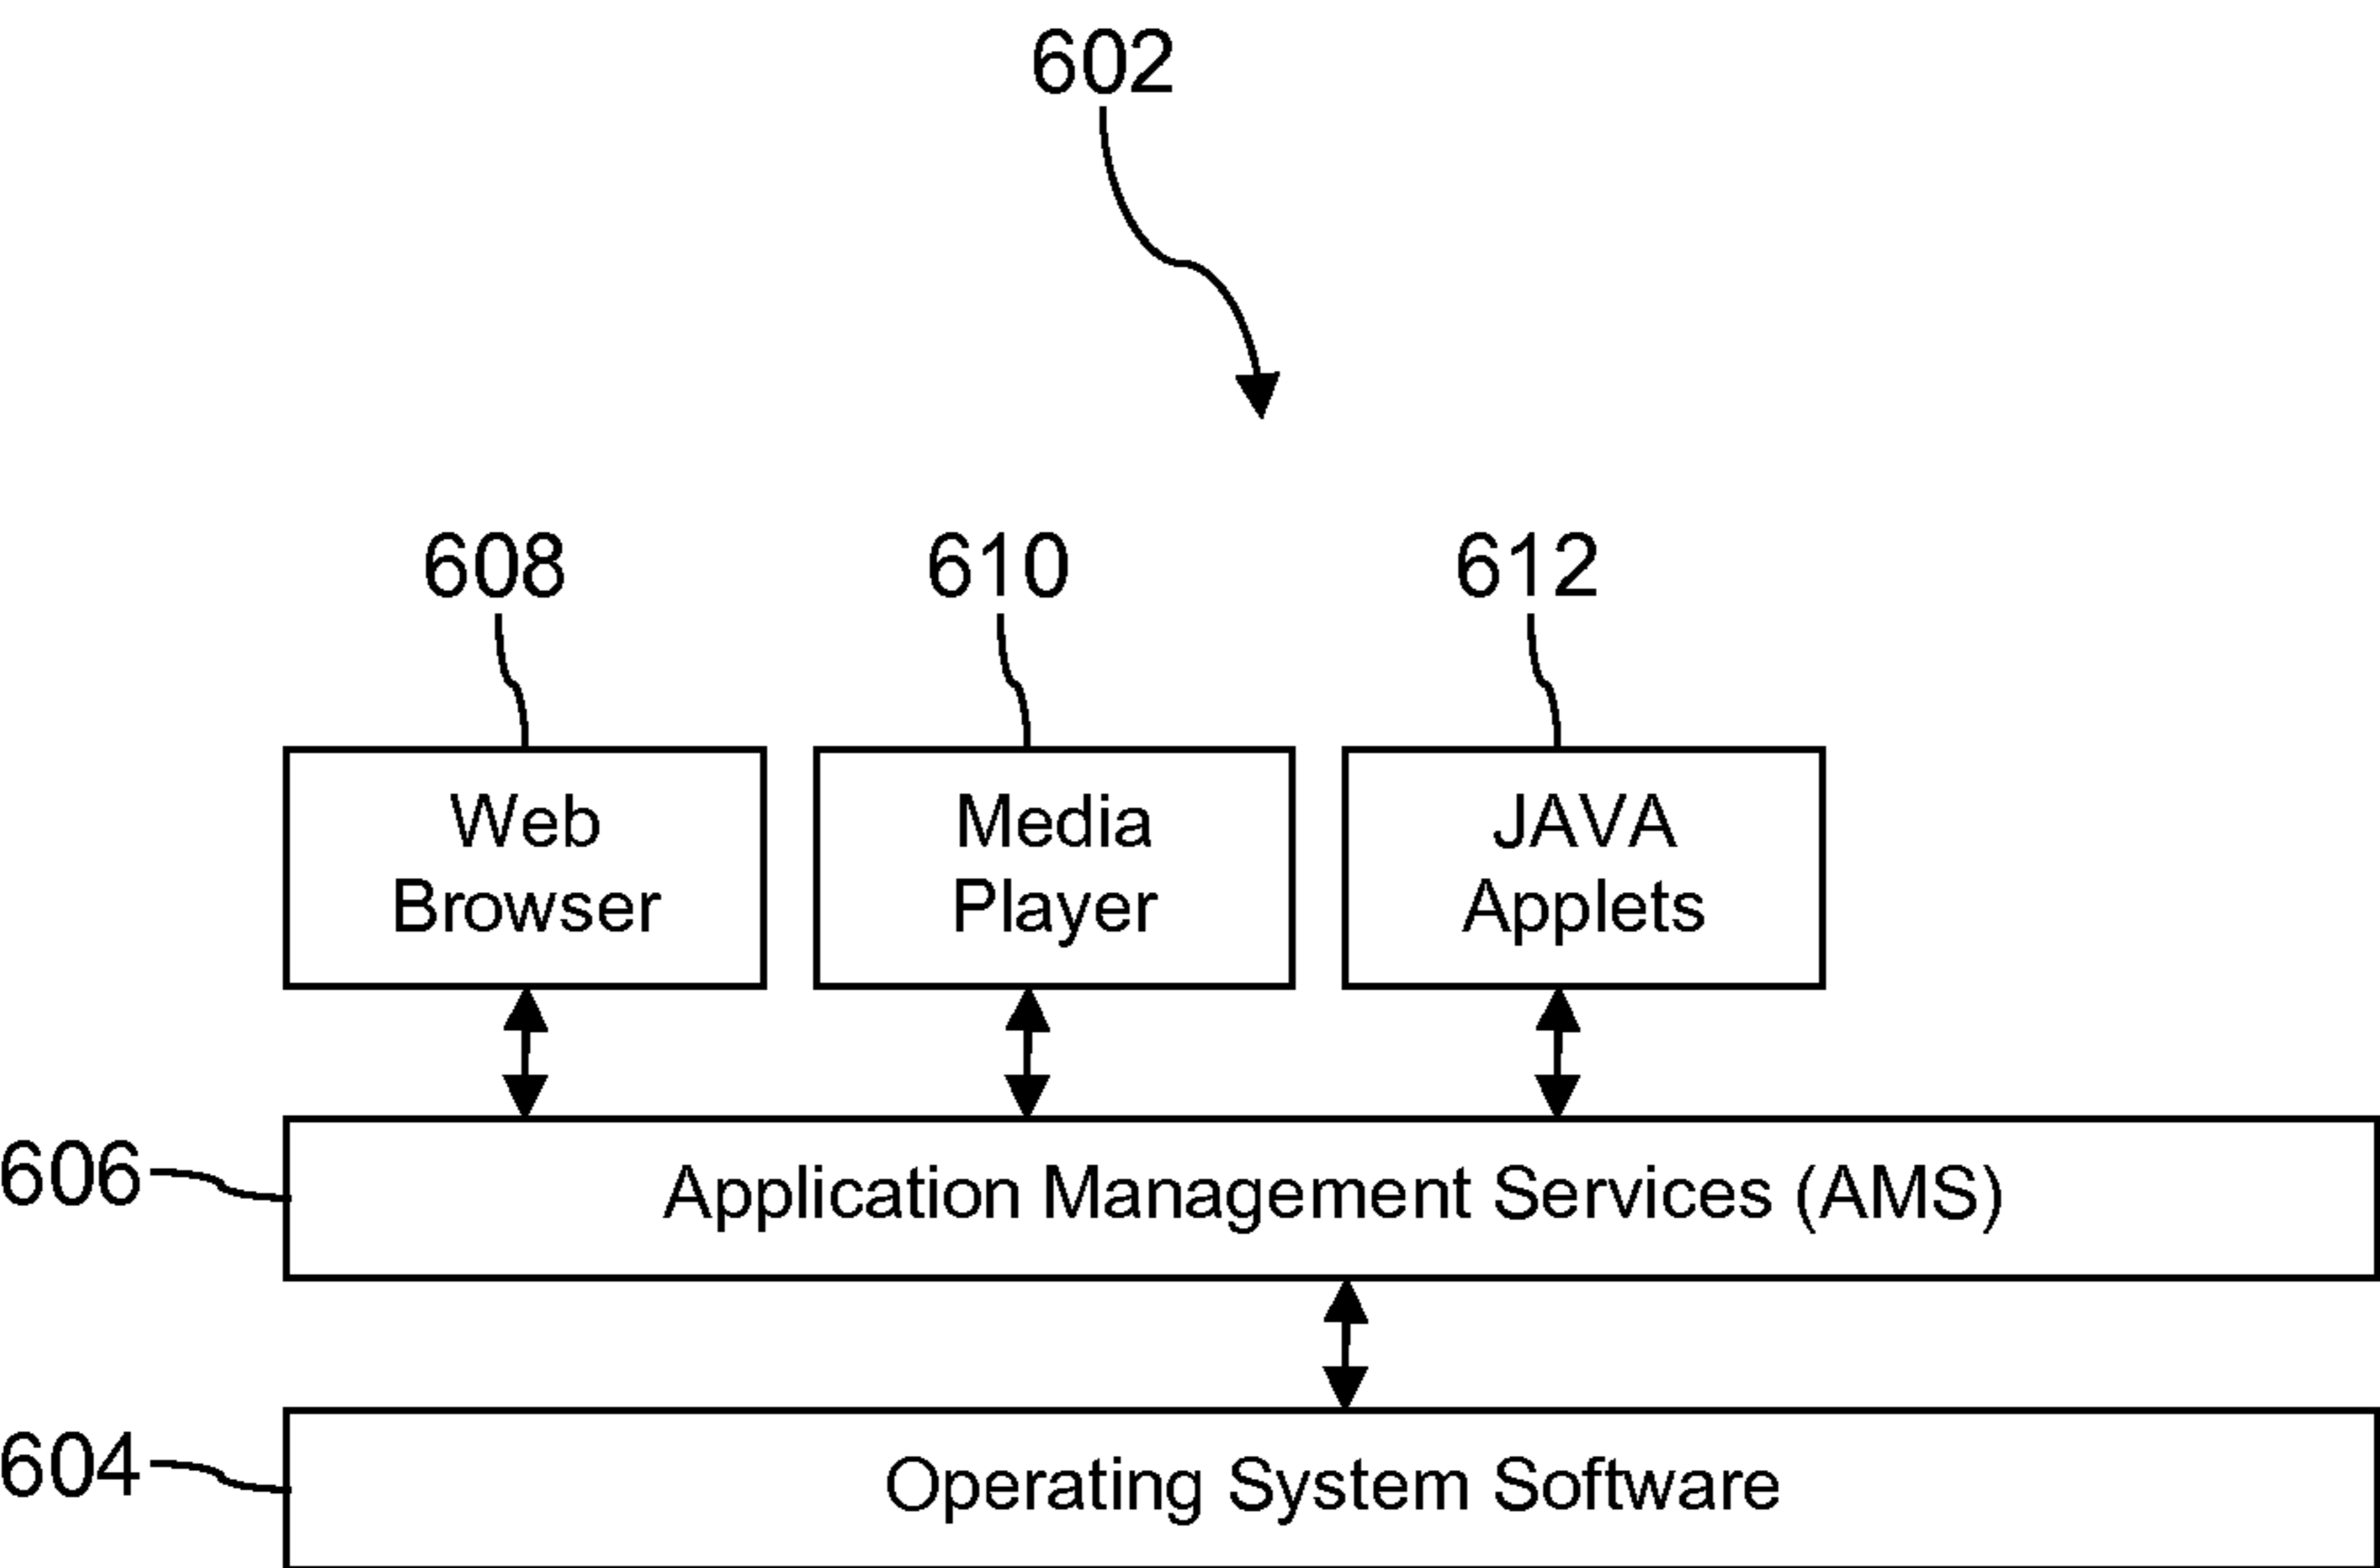 602
608
610
612
Web
Browser
Media
Player
JAVA
Applets
606
Application Management Services (AMS)
604
Operating System Software